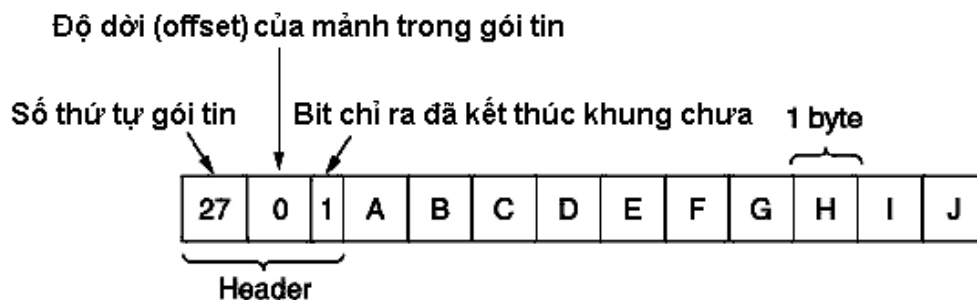 Độ dời (offset) của mảnh trong gói tin
Số thứ tự gói tin
Bit chỉ ra đã kết thúc khung chưa
1 byte
27 0 1 A B C D E F G H I J
Header